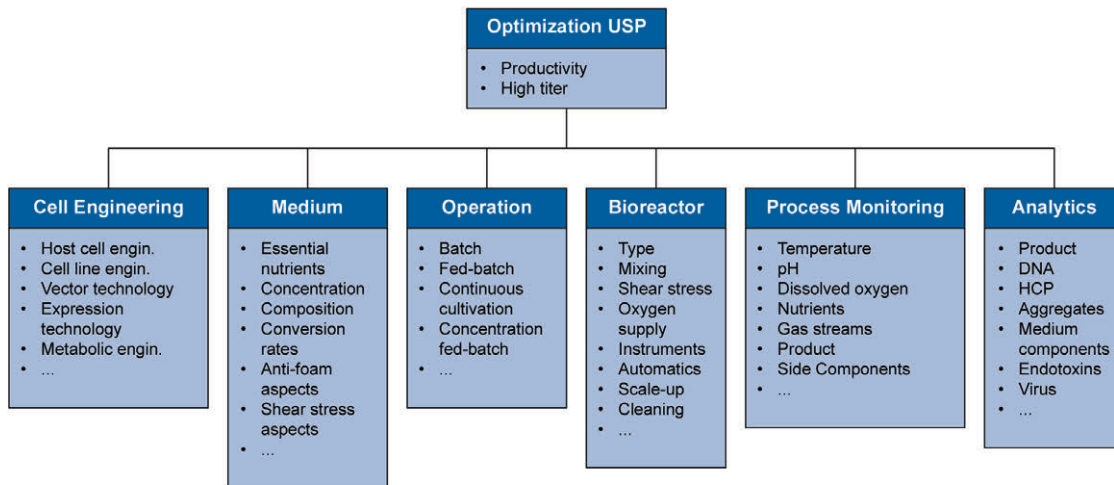 Optimization USP
• Productivity
• High titer
Cell Engineering
• Host cell engin.
• Cell line engin.
• Vector technology
• Expression
technology
• Metabolic engin.
• ...
Medium
• Essential
nutrients
• Concentration
• Composition
• Conversion
rates
• Anti-foam
aspects
• Shear stress
aspects
• ...
Operation
• Batch
• Fed-batch
• Continuous
cultivation
• Concentration
fed-batch
• ...
Bioreactor
• Type
• Mixing
• Shear stress
• Oxygen
supply
• Instruments
• Automatics
• Scale-up
• Cleaning
• ...
Process Monitoring
• Temperature
• pH
• Dissolved oxygen
• Nutrients
• Gas streams
• Product
• Side Components
• ...
Analytics
• Product
• DNA
• HCP
• Aggregates
• Medium
components
• Endotoxins
• Virus
• ...